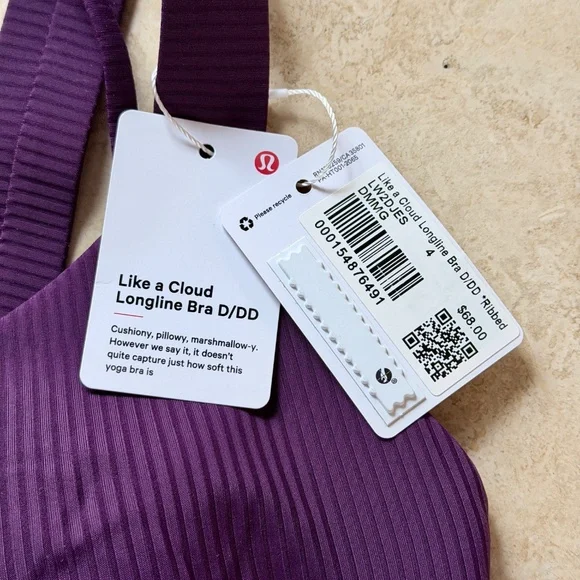 Like a Cloud
Longline Bra D/DD
Cushiony, pillowy, marshmallow-y.
However we say it, it doesn't
quite capture just how soft this
yoga bra is
Please recycle
Like a Cloud Longline Bra D/DD *Ribbed
LW2DJES
DMMG
4
000154876491
$68.00